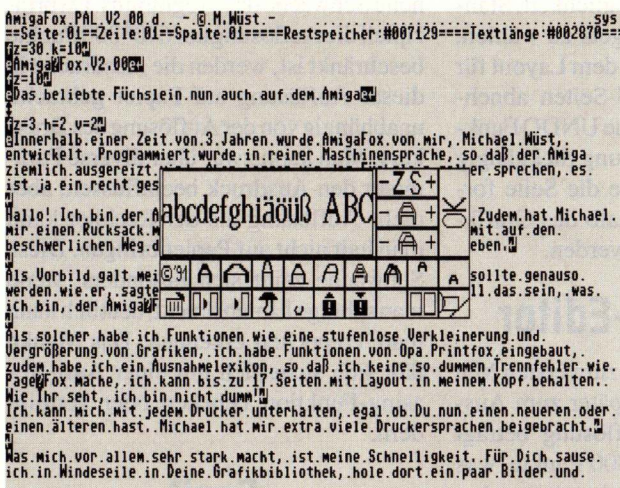 AmigaFox.PAL.V2.00.d...-.©.M.Wüst.- sys
==Seite:01==Zeile:01==Spalte:01=====Restspeicher:#007129====Textlänge:#002870===
fz=30.k=10
AmigaFox.V2.00
fz=10
Das.beliebte.Füchslein.nun.auch.auf.dem.Amiga
fz=3.h=2.v=2
Innerhalb.einer.Zeit.von.3.Jahren.wurde.AmigaFox.von.mir,.Michael.Wüst,.
entwickelt..Programmiert.wurde.in.reiner.Maschinensprache,.so.daß.der.Amiga.
ziemlich.ausgereizt. er.sprechen,.es.
ist.ja.ein.recht.ges
Hallo!.Ich.bin.der.f .Zudem.hat.Michael.
mir.einen.Rucksack.m mit.auf.den.
beschwerlichen.Weg.d eben.
Als.Vorbild.galt.mei sollte.genauso.
werden.wie.er,.sagte ll.das.sein,.was.
ich.bin,.der.Amiga Fo
abcdefghiäöüß ABC
ZS+
A +
A +
©'91 A A A A A A A A A
Als.solcher.habe.ich.Funktionen.wie.eine.stufenlose.Verkleinerung.und.
Vergrößerung.von.Grafiken,.ich.habe.Funktionen.von.Opa.Printfox.eingebaut,.
zudem.habe.ich.ein.Ausnahmelexikon,.so.daß.ich.keine.so.dummen.Trennfehler.wie.
Page Fox.mache,.ich.kann.bis.zu.17.Seiten.mit.Layout.in.meinem.Kopf.behalten..
Wie.Ihr.seht,.ich.bin.nicht.dumm!
Ich.kann.mich.mit.jedem.Drucker.unterhalten,.egal.ob.Du.nun.einen.neueren.oder.
einen.älteren.hast,.Michael.hat.mir.extra.viele.Druckersprachen.beigebracht.
Was.mich.vor.allem.sehr.stark.macht,.ist.meine.Schnelligkeit..Für.Dich.sause.
ich.in.Windeseile.in.Deine.Grafikbibliothek,.hole.dort.ein.paar.Bilder.und.